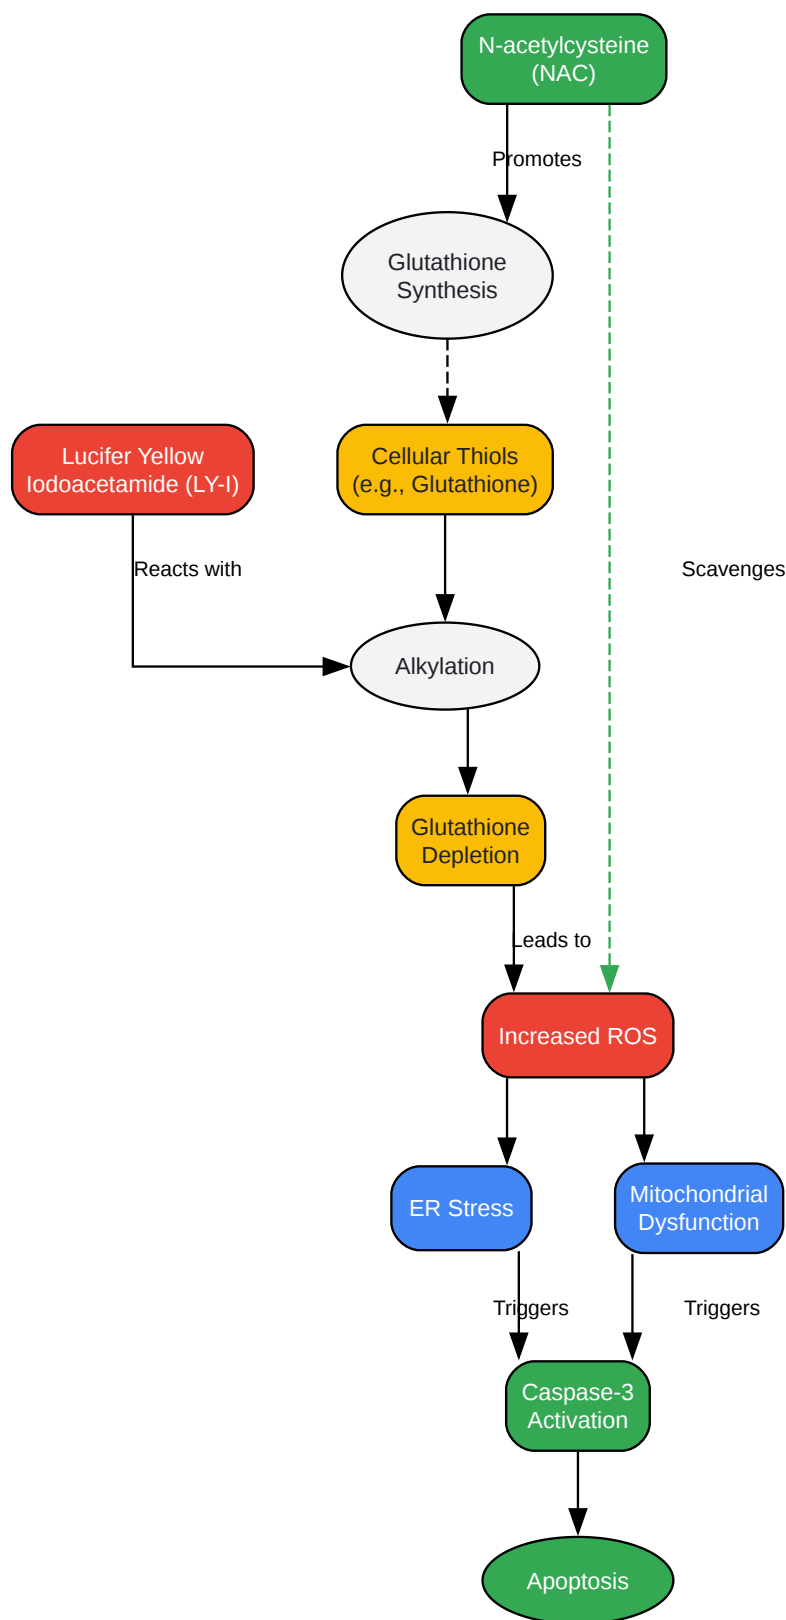 N-acetylcysteine
(NAC)
Promotes
Glutathione
Synthesis
Lucifer Yellow
Iodoacetamide (LY-I)
Cellular Thiols
(e.g., Glutathione)
Reacts with
Scavenges
Alkylation
Glutathione
Depletion
Leads to
Increased ROS
ER Stress
Mitochondrial
Dysfunction
Triggers
Triggers
Caspase-3
Activation
Apoptosis